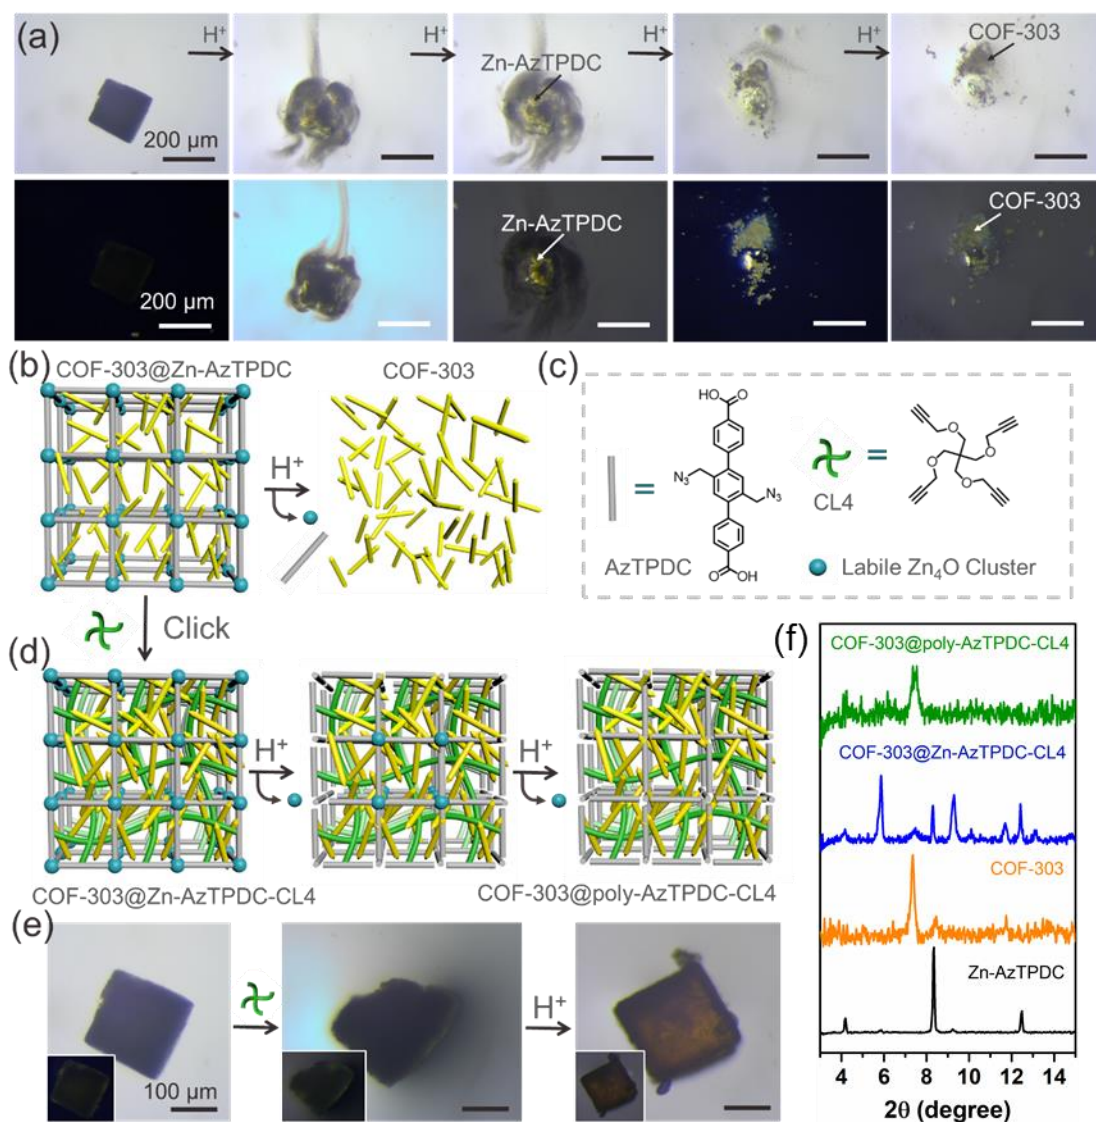 (a)
H⁺
H⁺
H⁺
H⁺
Zn-AzTPDC
COF-303
200 µm
Zn-AzTPDC
COF-303
200 µm
(b)
COF-303@Zn-AzTPDC
COF-303
H⁺
Click
(c)
HO
O
N₃
N₃
O
OH
AzTPDC
=
=
CL4
O
O
O
O
Labile Zn₄O Cluster
(d)
H⁺
H⁺
COF-303@Zn-AzTPDC-CL4
COF-303@poly-AzTPDC-CL4
(e)
H⁺
100 µm
(f)
COF-303@poly-AzTPDC-CL4
COF-303@Zn-AzTPDC-CL4
COF-303
Zn-AzTPDC
4 6 8 10 12 14
2θ (degree)